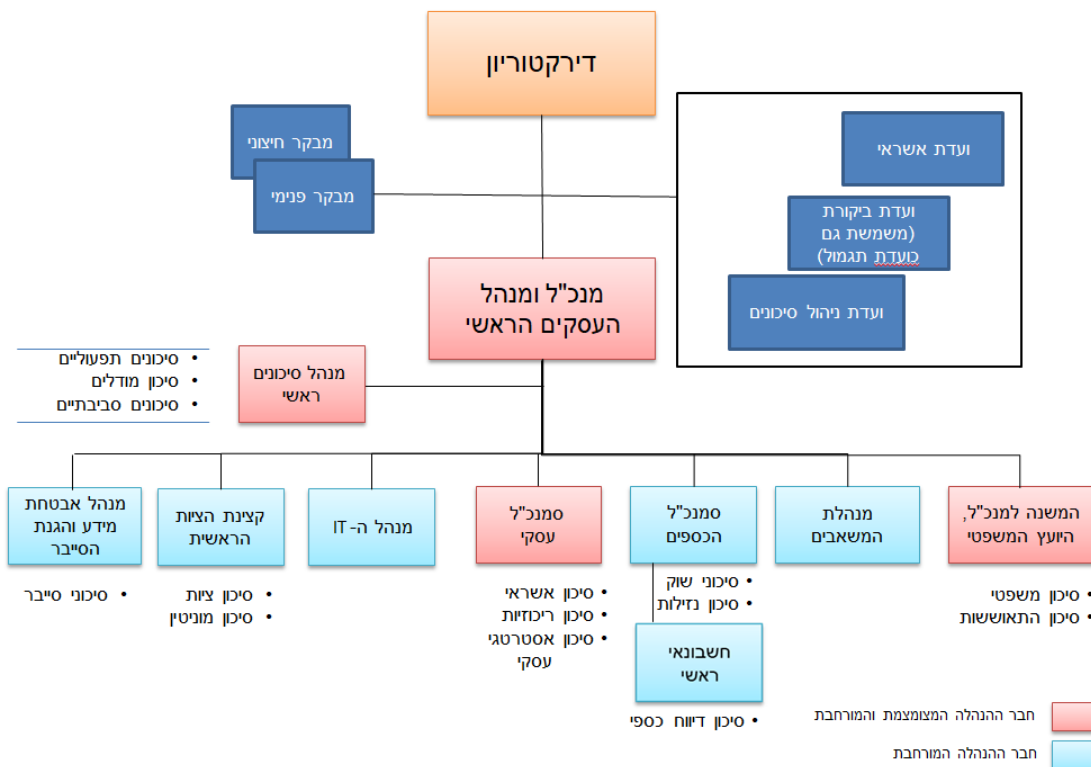 דירקטוריון
מבקר חיצוני
מבקר פנימי
ועדת אשראי
ועדת ביקורת
(משמשת גם
כועדת תגמול)
ועדת ניהול סיכונים
מנכ"ל ומנהל
העסקים הראשי
מנהל סיכונים
ראשי
• סיכונים תפעוליים
• סיכון מודלים
• סיכונים סביבתיים
המשנה למנכ"ל,
היועץ המשפטי
• סיכון משפטי
• סיכון התאוששות
מנהלת
המשאבים
סמנכ"ל
הכספים
• סיכוני שוק
• סיכון נזילות
חשבונאי
ראשי
• סיכון דיווח כספי
סמנכ"ל
עסקי
• סיכון אשראי
• סיכון ריכוזיות
• סיכון אסטרטגי
עסקי
מנהל ה- IT
קצינת הציות
הראשית
• סיכון ציות
• סיכון מוניטין
מנהל אבטחת
מידע והגנת
הסייבר
• סיכוני סייבר
חבר ההנהלה המצומצמת והמורחבת
חבר ההנהלה המורחבת